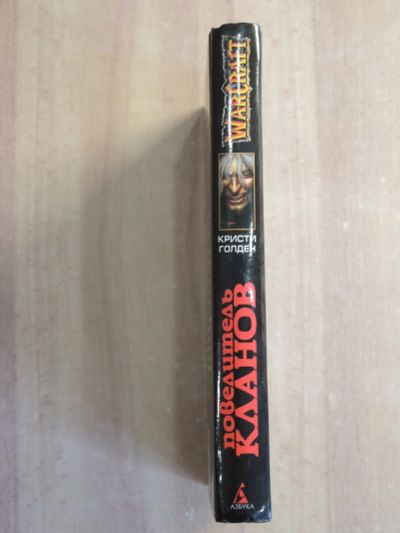 WARCRAFT
КРИСТИ
ГОЛДЕН
повелитель
КЛАНОВ
АЗБУКА